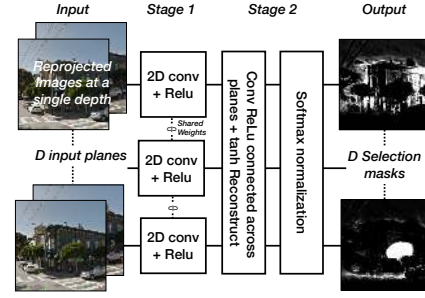 Input
Stage 1
Stage 2
Output
Reprojected
Images at a
single depth
2D conv
+ Relu
Shared
Weights
D input planes
2D conv
+ Relu
2D conv
+ Relu
Conv ReLu connected across
planes + tanh Reconstruct
Softmax normalization
D Selection
masks